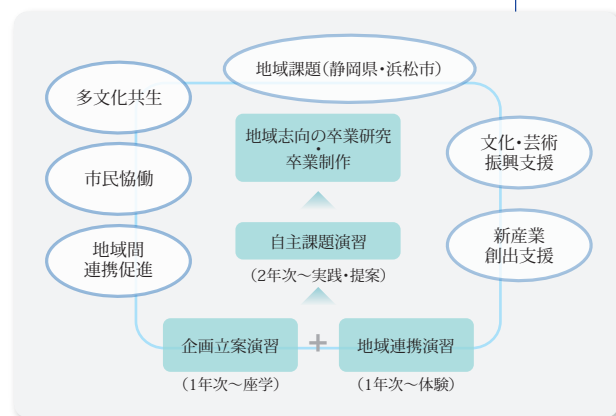 地域課題(静岡県・浜松市)
多文化共生
市民協働
地域間
連携促進
文化・芸術
振興支援
新産業
創出支援
地域志向の卒業研究
・
卒業制作
自主課題演習
(2年次～実践・提案)
企画立案演習
+
地域連携演習
(1年次～座学)
(1年次～体験)